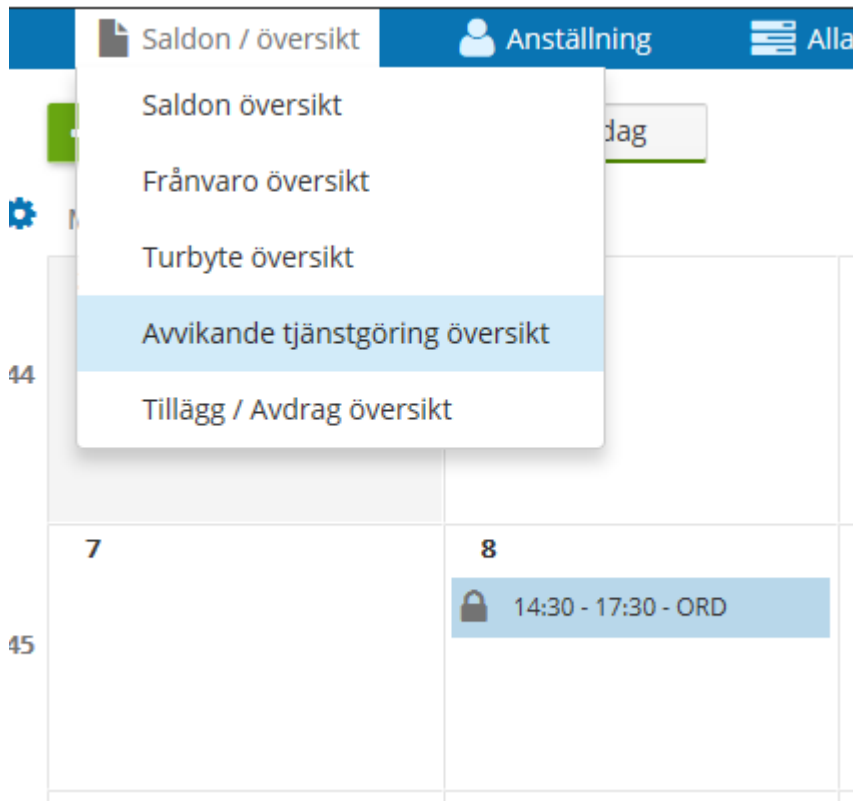 Saldon / översikt
Anställning
Alla
Saldon översikt
Frånvaro översikt
Turbyte översikt
Avvikande tjänstgöring översikt
Tillägg / Avdrag översikt
dag
44
7
8
14:30 - 17:30 - ORD
45